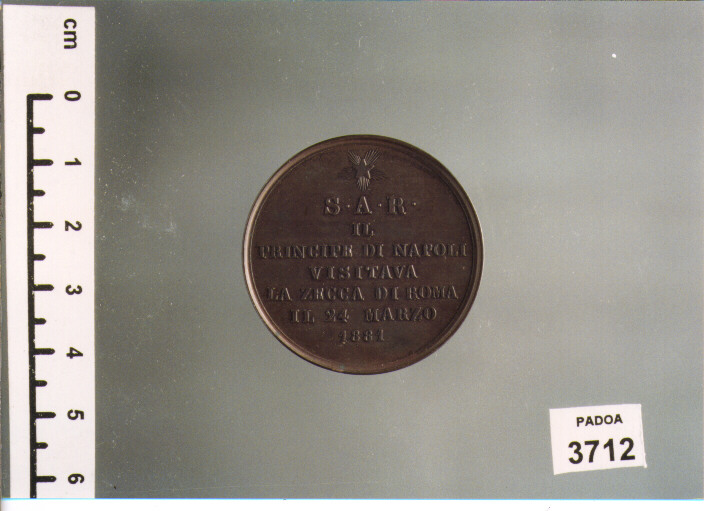 cm
0
1
2
3
4
5
6
S·A·R·
IL
PRINCIPE DI NAPOLI
VISITAVA
LA ZECCA DI ROMA
IL 24 MARZO
1881
PADOA
3712